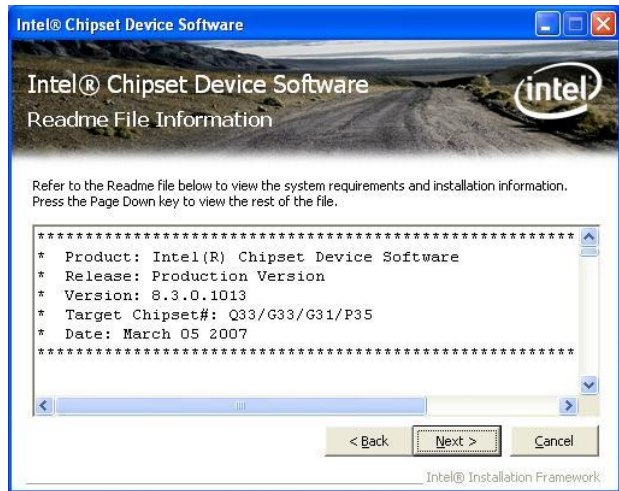 Intel® Chipset Device Software
Intel® Chipset Device Software
intel
Readme File Information
Refer to the Readme file below to view the system requirements and installation information.
Press the Page Down key to view the rest of the file.
**********************************************************
* Product: Intel(R) Chipset Device Software
* Release: Production Version
* Version: 8.3.0.1013
* Target Chipset#: Q33/G33/G31/P35
* Date: March 05 2007
**********************************************************
< Back
Next >
Cancel
Intel® Installation Framework